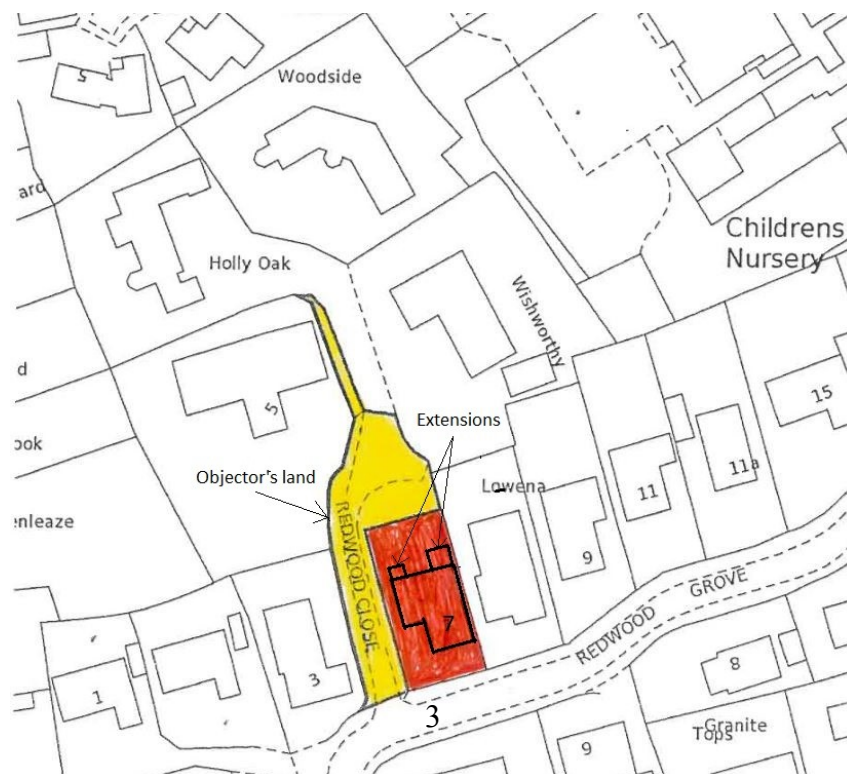 5
Woodside
ard
Holly Oak
Childrens
Nursery
Wishworthy
d
5
Extensions
15
ook
Objector's land
Lowena
11a
11
enleaze
REDWOOD CLOSE
9
GROVE
REDWOOD
7
3
8
1
3
Granite
Tops
9